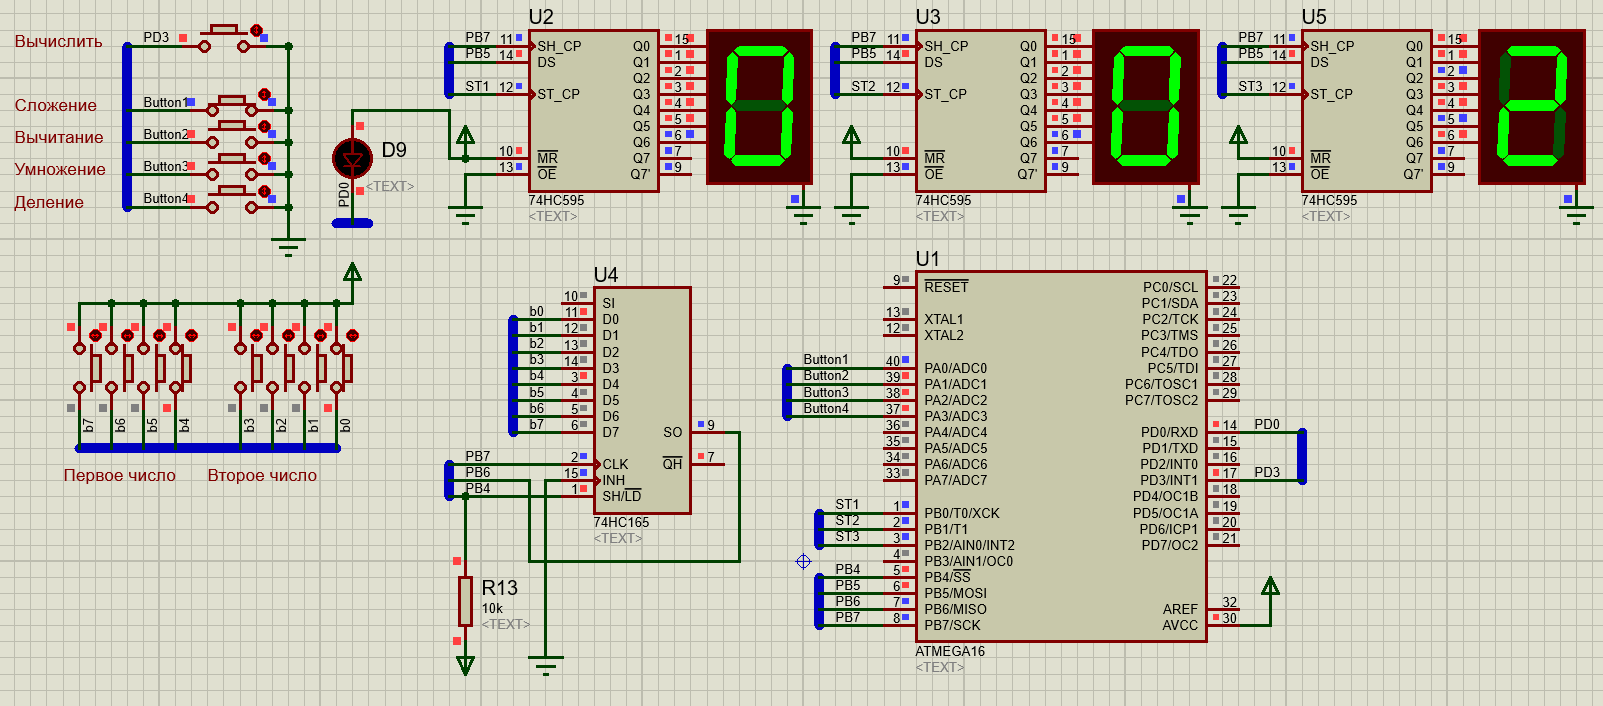 Вычислить
PD3
Сложение
Button1
Вычитание
Button2
Умножение
Button3
Деление
Button4
D9
<TEXT>
PD0
U2
PB7 11 SH_CP Q0 15
PB5 14 DS Q1 1
Q2 2
ST1 12 ST_CP Q3 3
Q4 4
Q5 5
Q6 6
10 MR Q7 7
13 OE Q7' 9
74HC595
<TEXT>
0
U3
PB7 11 SH_CP Q0 15
PB5 14 DS Q1 1
Q2 2
ST2 12 ST_CP Q3 3
Q4 4
Q5 5
Q6 6
10 MR Q7 7
13 OE Q7' 9
74HC595
<TEXT>
0
U5
PB7 11 SH_CP Q0 15
PB5 14 DS Q1 1
Q2 2
ST3 12 ST_CP Q3 3
Q4 4
Q5 5
Q6 6
10 MR Q7 7
13 OE Q7' 9
74HC595
<TEXT>
2
b7 b6 b5 b4 b3 b2 b1 b0
Первое число Второе число
U4
10 SI
b0 11 D0
b1 12 D1
b2 13 D2
b3 14 D3
b4 3 D4
b5 4 D5
b6 5 D6
b7 6 D7 SO 9
PB7 2 CLK QH 7
PB6 15 INH
PB4 1 SH/LD
74HC165
<TEXT>
R13
10k
<TEXT>
U1
9 RESET PC0/SCL 22
PC1/SDA 23
13 XTAL1 PC2/TCK 24
12 XTAL2 PC3/TMS 25
PC4/TDO 26
Button1 40 PA0/ADC0 PC5/TDI 27
Button2 39 PA1/ADC1 PC6/TOSC1 28
Button3 38 PA2/ADC2 PC7/TOSC2 29
Button4 37 PA3/ADC3
36 PA4/ADC4 PD0/RXD 14 PD0
35 PA5/ADC5 PD1/TXD 15
34 PA6/ADC6 PD2/INT0 16
33 PA7/ADC7 PD3/INT1 17 PD3
PD4/OC1B 18
ST1 1 PB0/T0/XCK PD5/OC1A 19
ST2 2 PB1/T1 PD6/ICP1 20
ST3 3 PB2/AIN0/INT2 PD7/OC2 21
4 PB3/AIN1/OC0
PB4 5 PB4/SS
PB5 6 PB5/MOSI
PB6 7 PB6/MISO AREF 32
PB7 8 PB7/SCK AVCC 30
ATMEGA16
<TEXT>